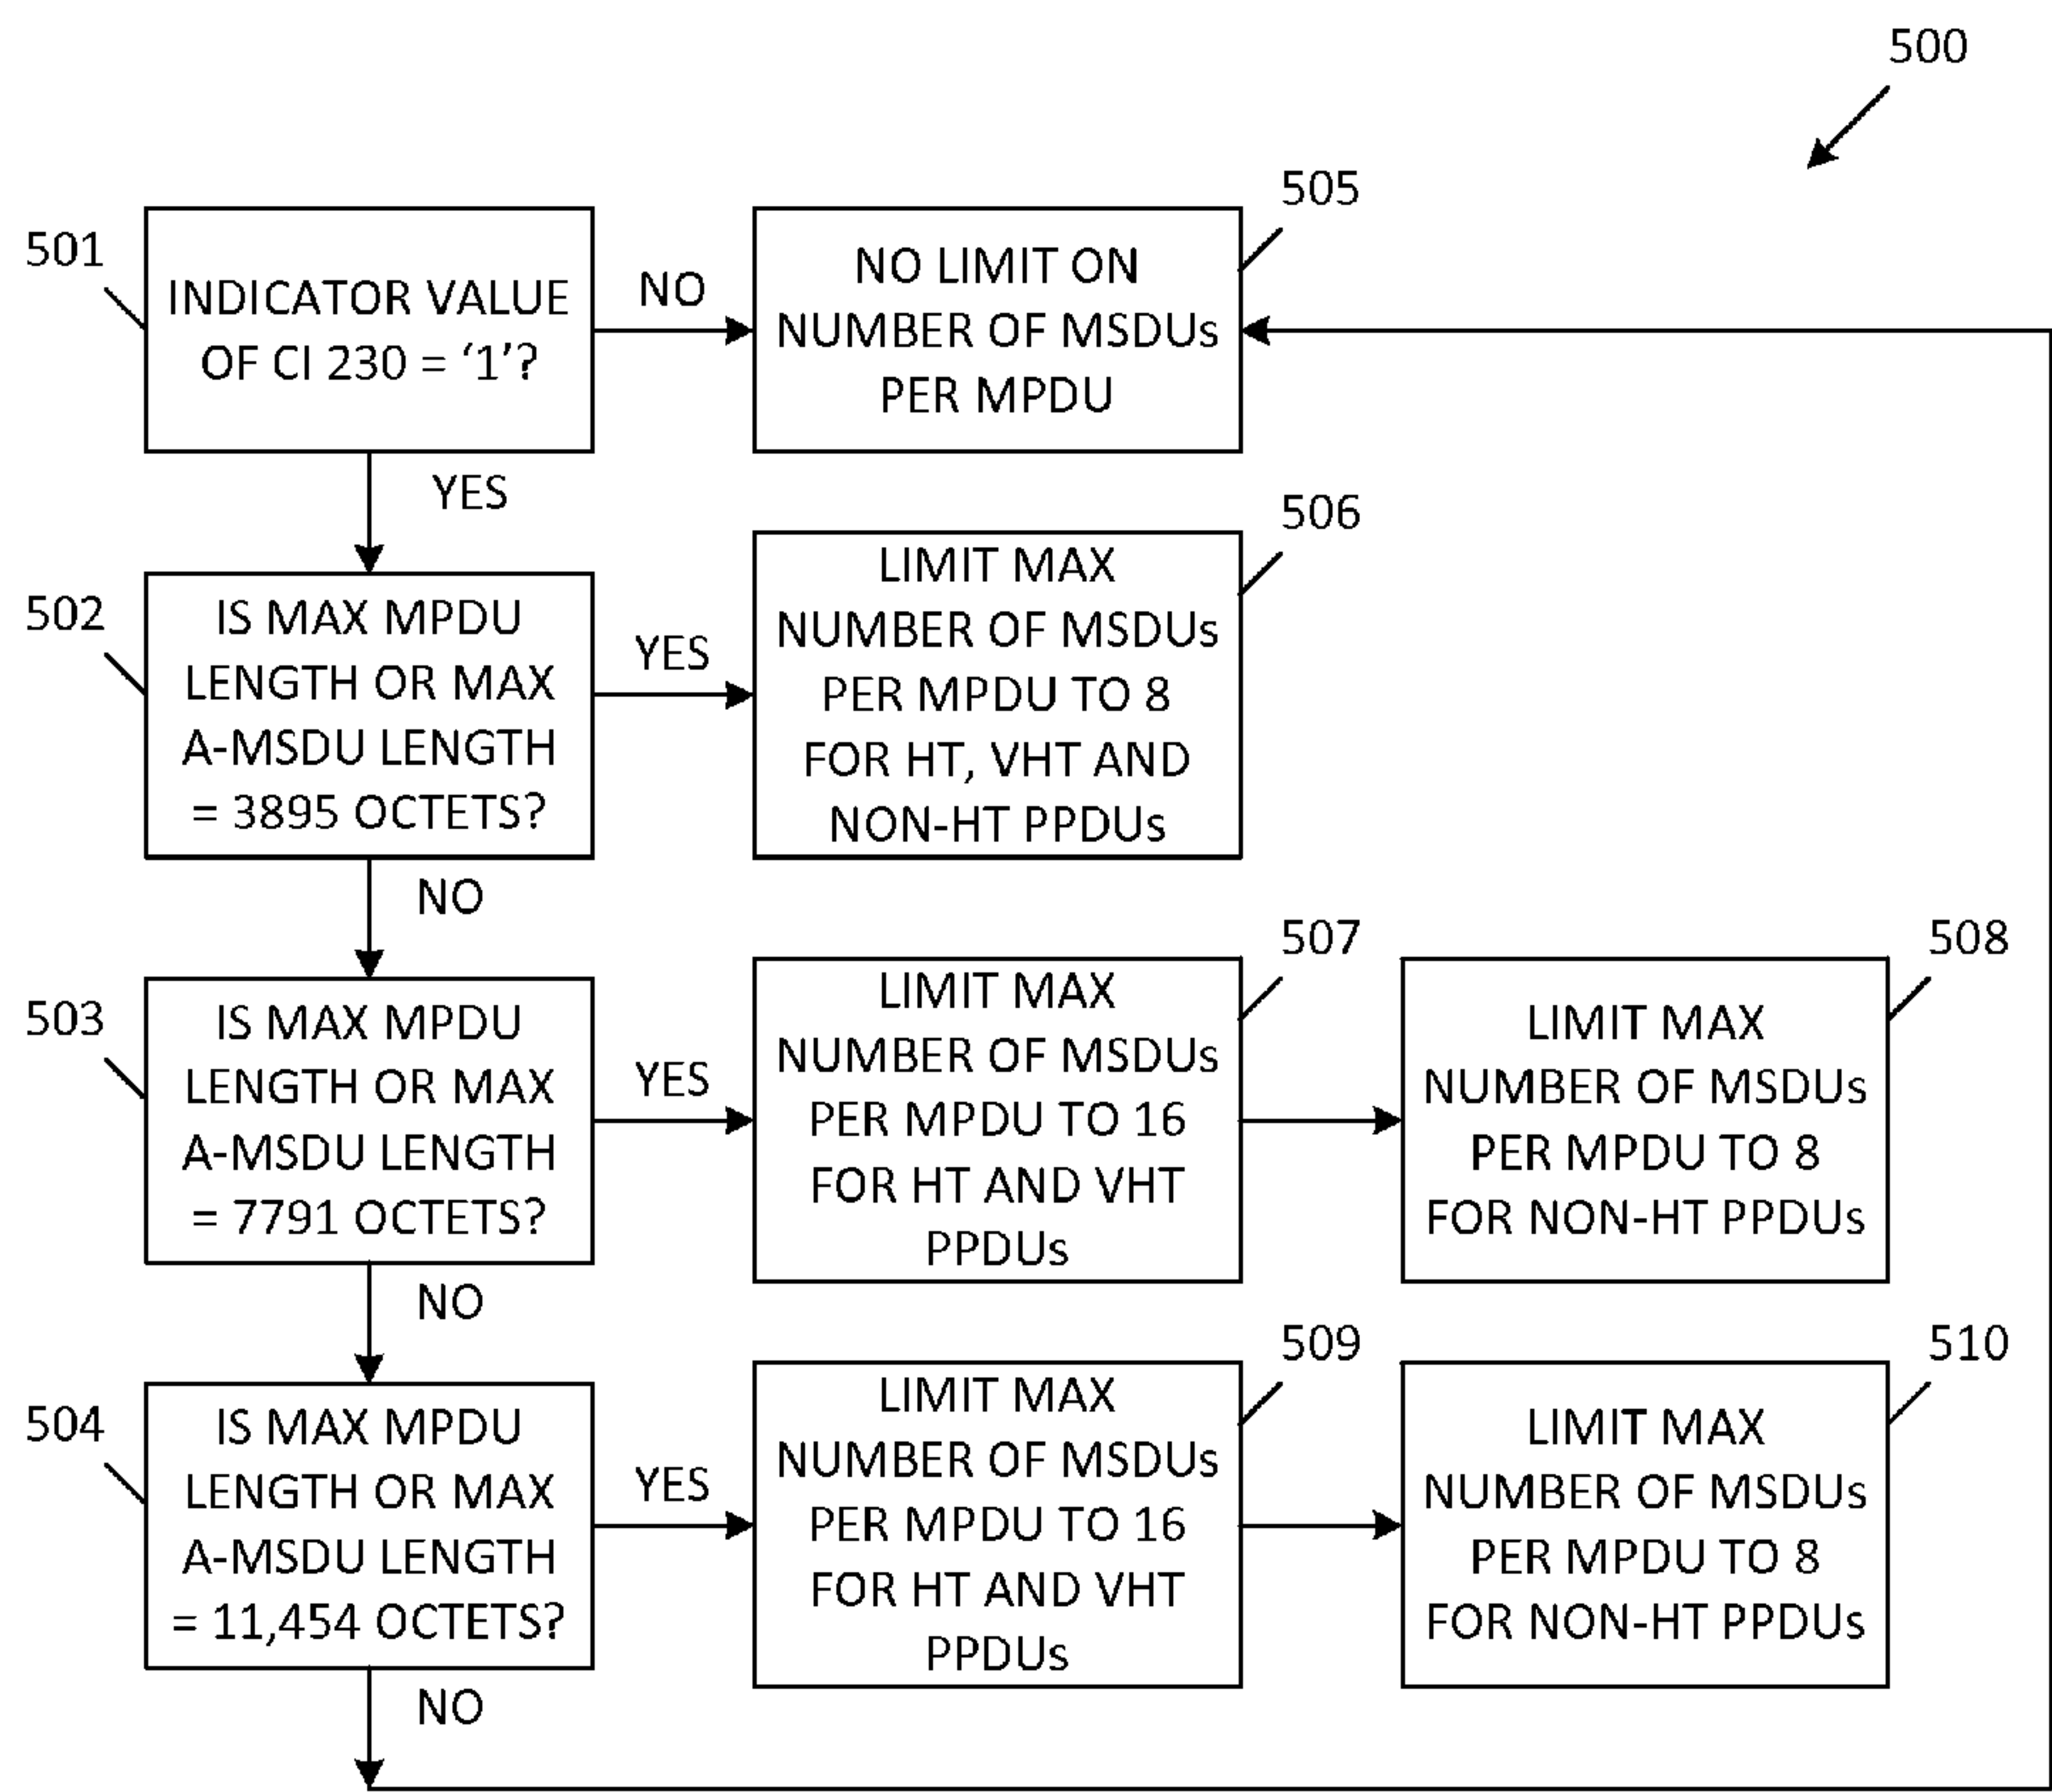 500
501
INDICATOR VALUE
OF CI 230 = ‘1’?
NO
505
NO LIMIT ON
NUMBER OF MSDUs
PER MPDU
YES
502
IS MAX MPDU
LENGTH OR MAX
A-MSDU LENGTH
= 3895 OCTETS?
YES
506
LIMIT MAX
NUMBER OF MSDUs
PER MPDU TO 8
FOR HT, VHT AND
NON-HT PPDUs
NO
503
IS MAX MPDU
LENGTH OR MAX
A-MSDU LENGTH
= 7791 OCTETS?
YES
507
LIMIT MAX
NUMBER OF MSDUs
PER MPDU TO 16
FOR HT AND VHT
PPDUs
508
LIMIT MAX
NUMBER OF MSDUs
PER MPDU TO 8
FOR NON-HT PPDUs
NO
504
IS MAX MPDU
LENGTH OR MAX
A-MSDU LENGTH
= 11,454 OCTETS?
YES
509
LIMIT MAX
NUMBER OF MSDUs
PER MPDU TO 16
FOR HT AND VHT
PPDUs
510
LIMIT MAX
NUMBER OF MSDUs
PER MPDU TO 8
FOR NON-HT PPDUs
NO